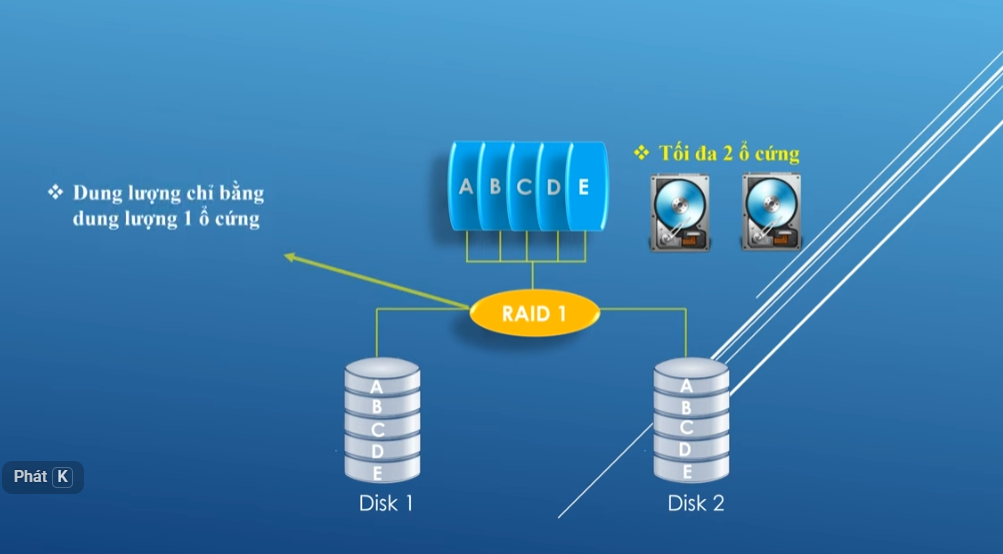 ❖ Tối đa 2 ổ cứng
A B C D E
❖ Dung lượng chỉ bằng
dung lượng 1 ổ cứng
RAID 1
A
B
C
D
E
Disk 1
A
B
C
D
E
Disk 2
Phát K